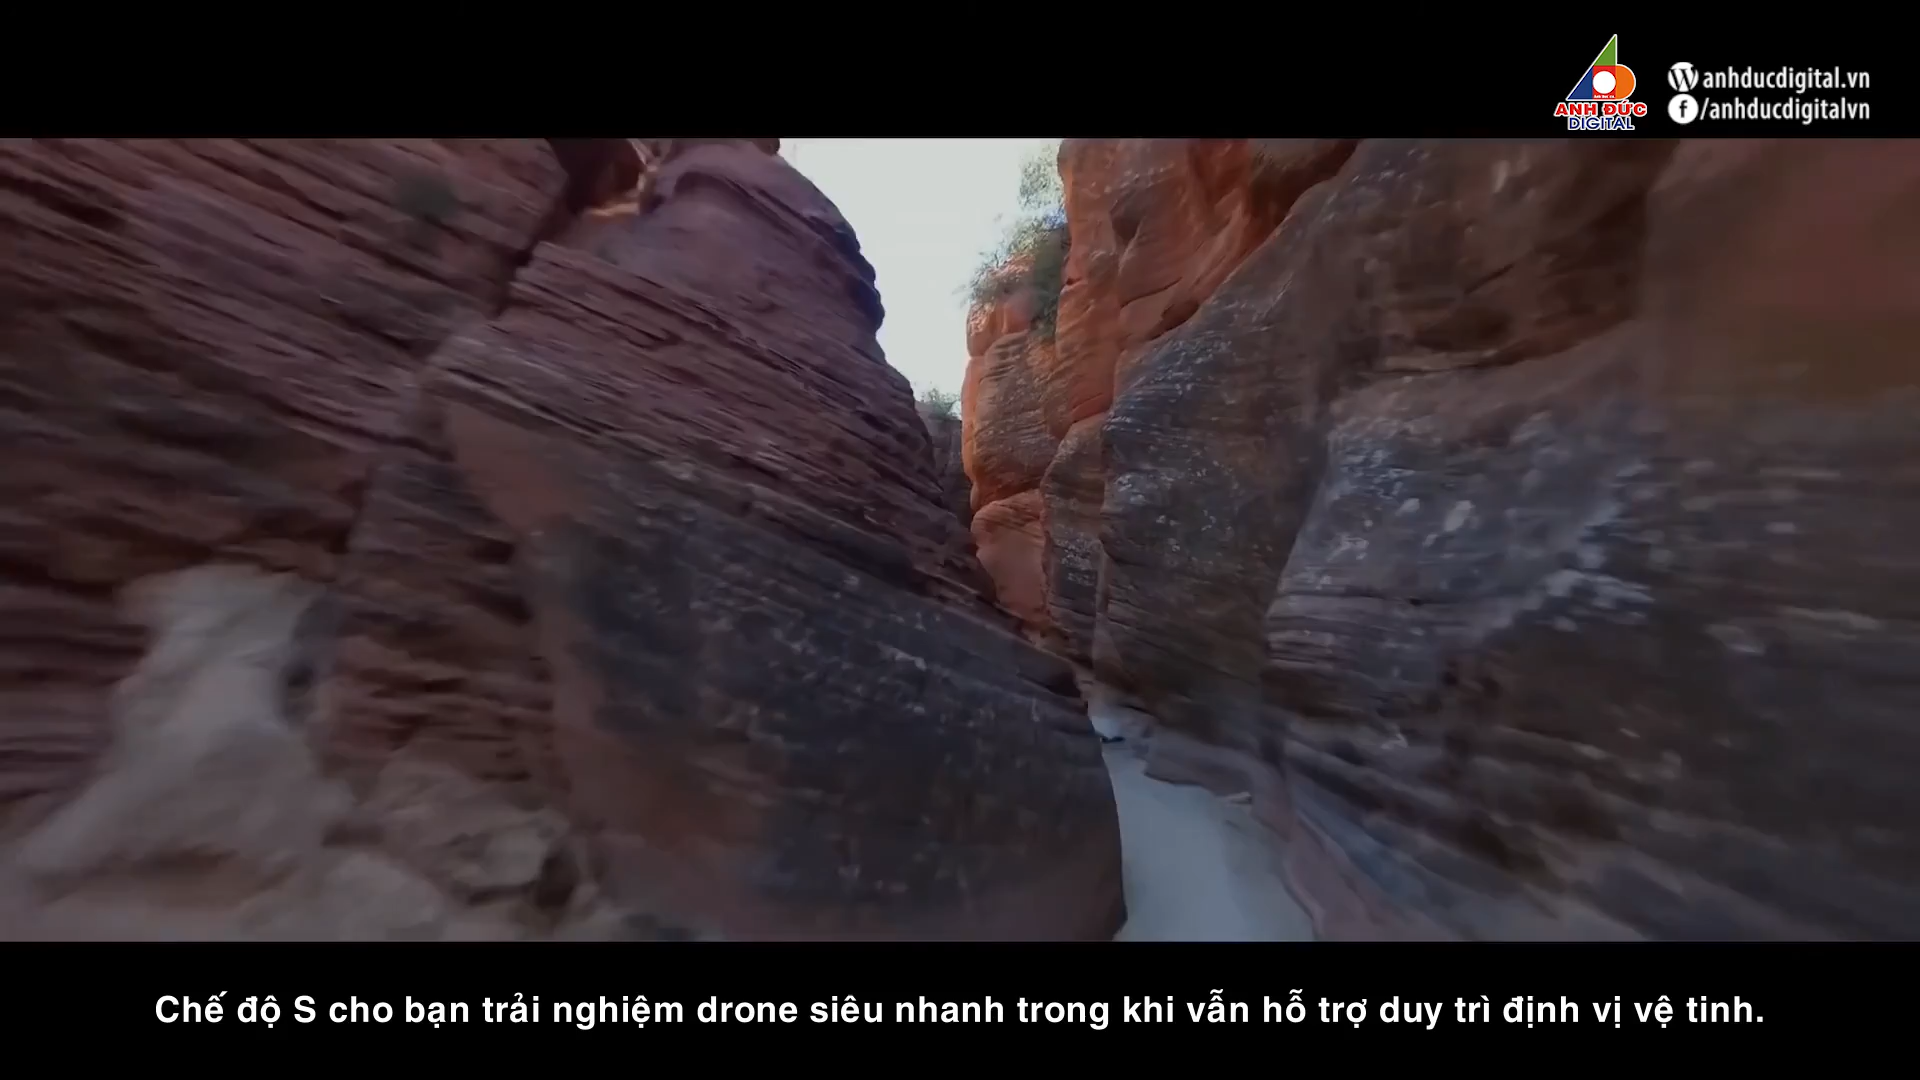 anhducdigital.vn
/anhducdigitalvn
ANH ĐỨC
DIGITAL
Chế độ S cho bạn trải nghiệm drone siêu nhanh trong khi vẫn hỗ trợ duy trì định vị vệ tinh.